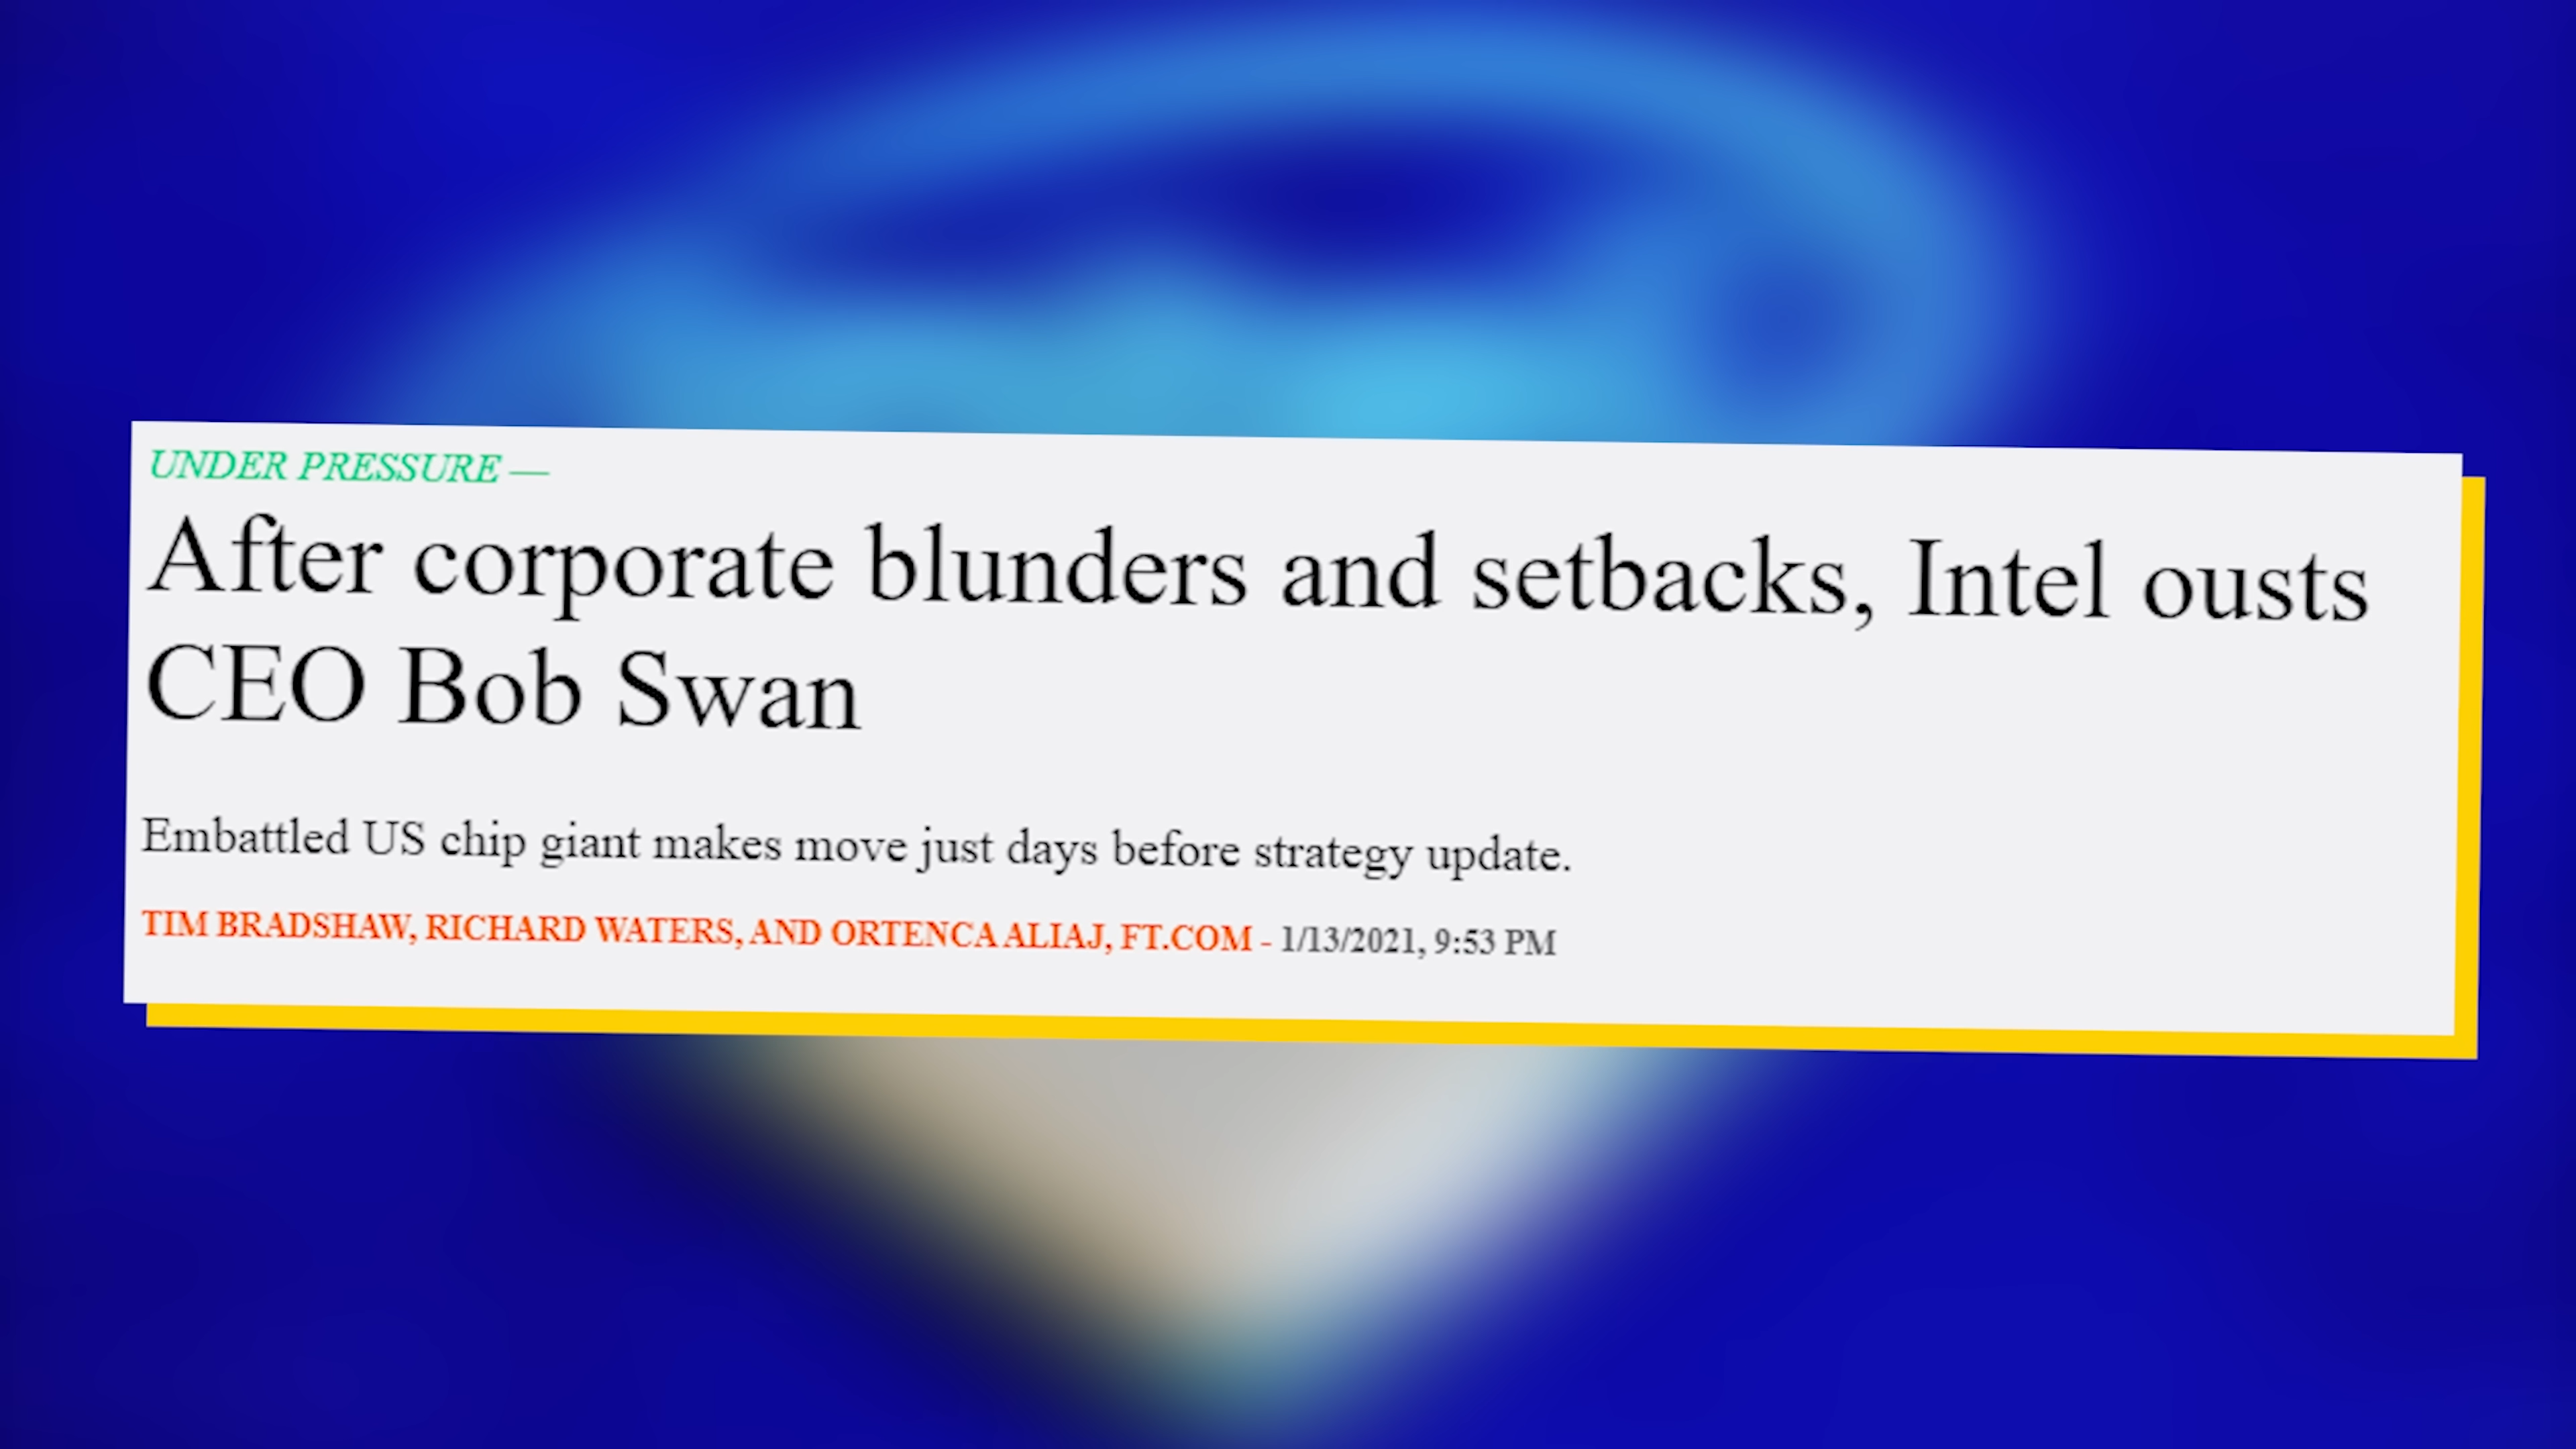 UNDER PRESSURE —
After corporate blunders and setbacks, Intel ousts
CEO Bob Swan
Embattled US chip giant makes move just days before strategy update.
TIM BRADSHAW, RICHARD WATERS, AND ORTENCA ALIAJ, FT.COM - 1/13/2021, 9:53 PM